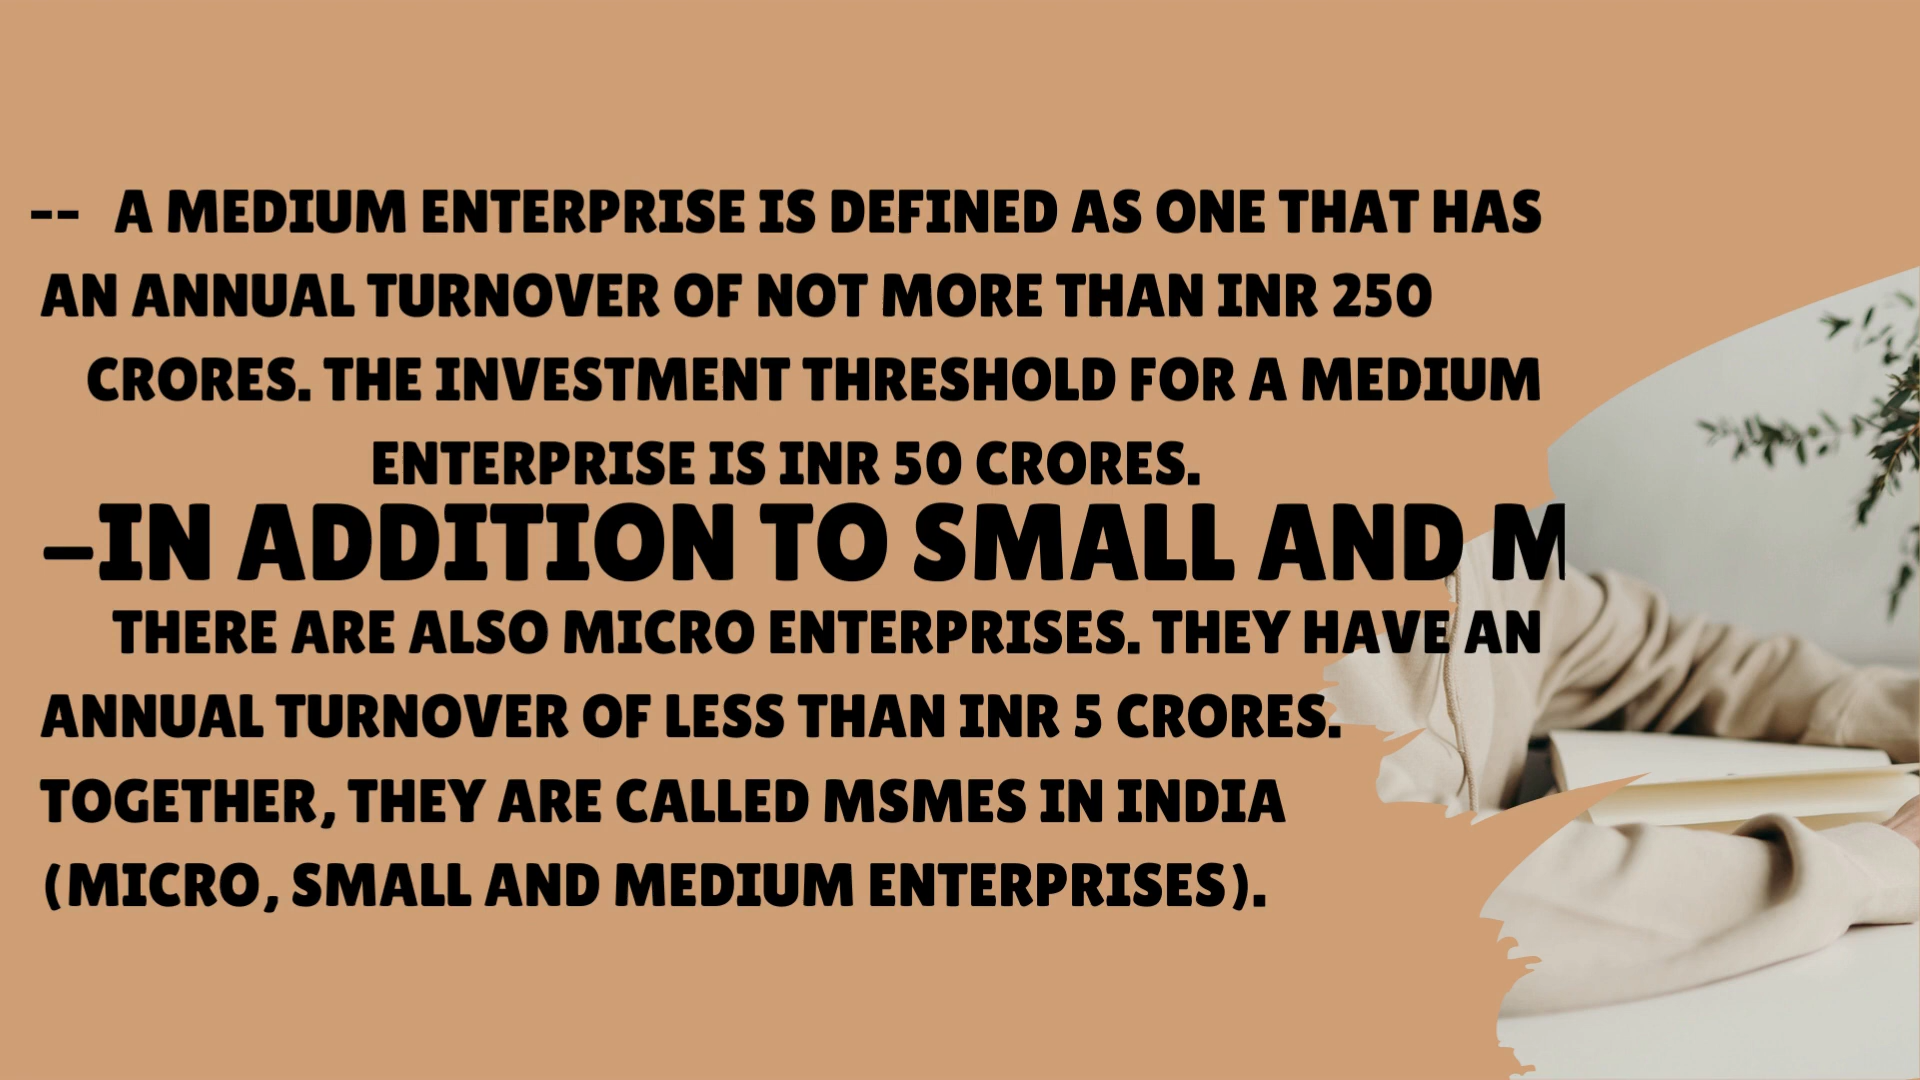 -- A MEDIUM ENTERPRISE IS DEFINED AS ONE THAT HAS
AN ANNUAL TURNOVER OF NOT MORE THAN INR 250
CRORES. THE INVESTMENT THRESHOLD FOR A MEDIUM
ENTERPRISE IS INR 50 CRORES.
–IN ADDITION TO SMALL AND M
THERE ARE ALSO MICRO ENTERPRISES. THEY HAVE AN
ANNUAL TURNOVER OF LESS THAN INR 5 CRORES.
TOGETHER, THEY ARE CALLED MSMES IN INDIA
(MICRO, SMALL AND MEDIUM ENTERPRISES).